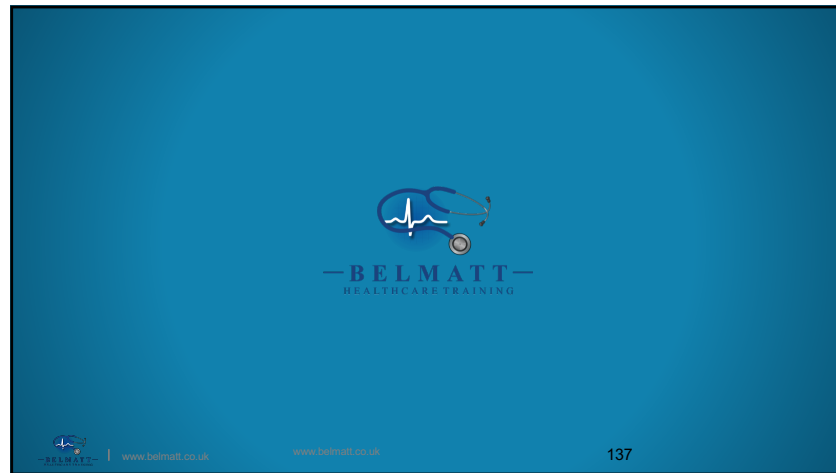 —BELMATT—
HEALTHCARE TRAINING
—BELMATT—
| www.belmatt.co.uk
www.belmatt.co.uk
137